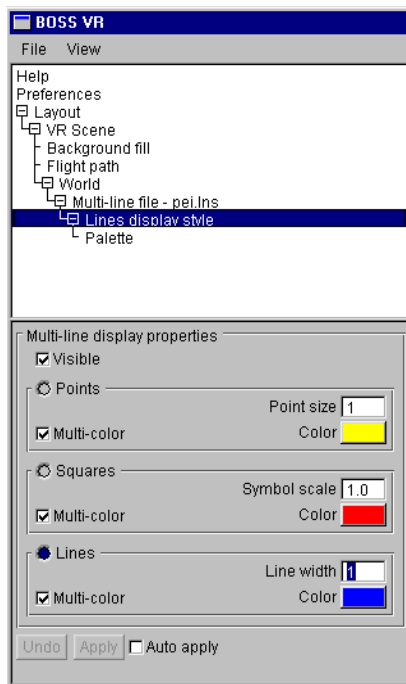 BOSS VR
File View
Help
Preferences
Layout
VR Scene
Background fill
Flight path
World
Multi-line file - pei.lns
Lines display style
Palette
Multi-line display properties
Visible
Points
Point size 1
Multi-color Color
Squares
Symbol scale 1.0
Multi-color Color
Lines
Line width 1
Multi-color Color
Undo Apply Auto apply